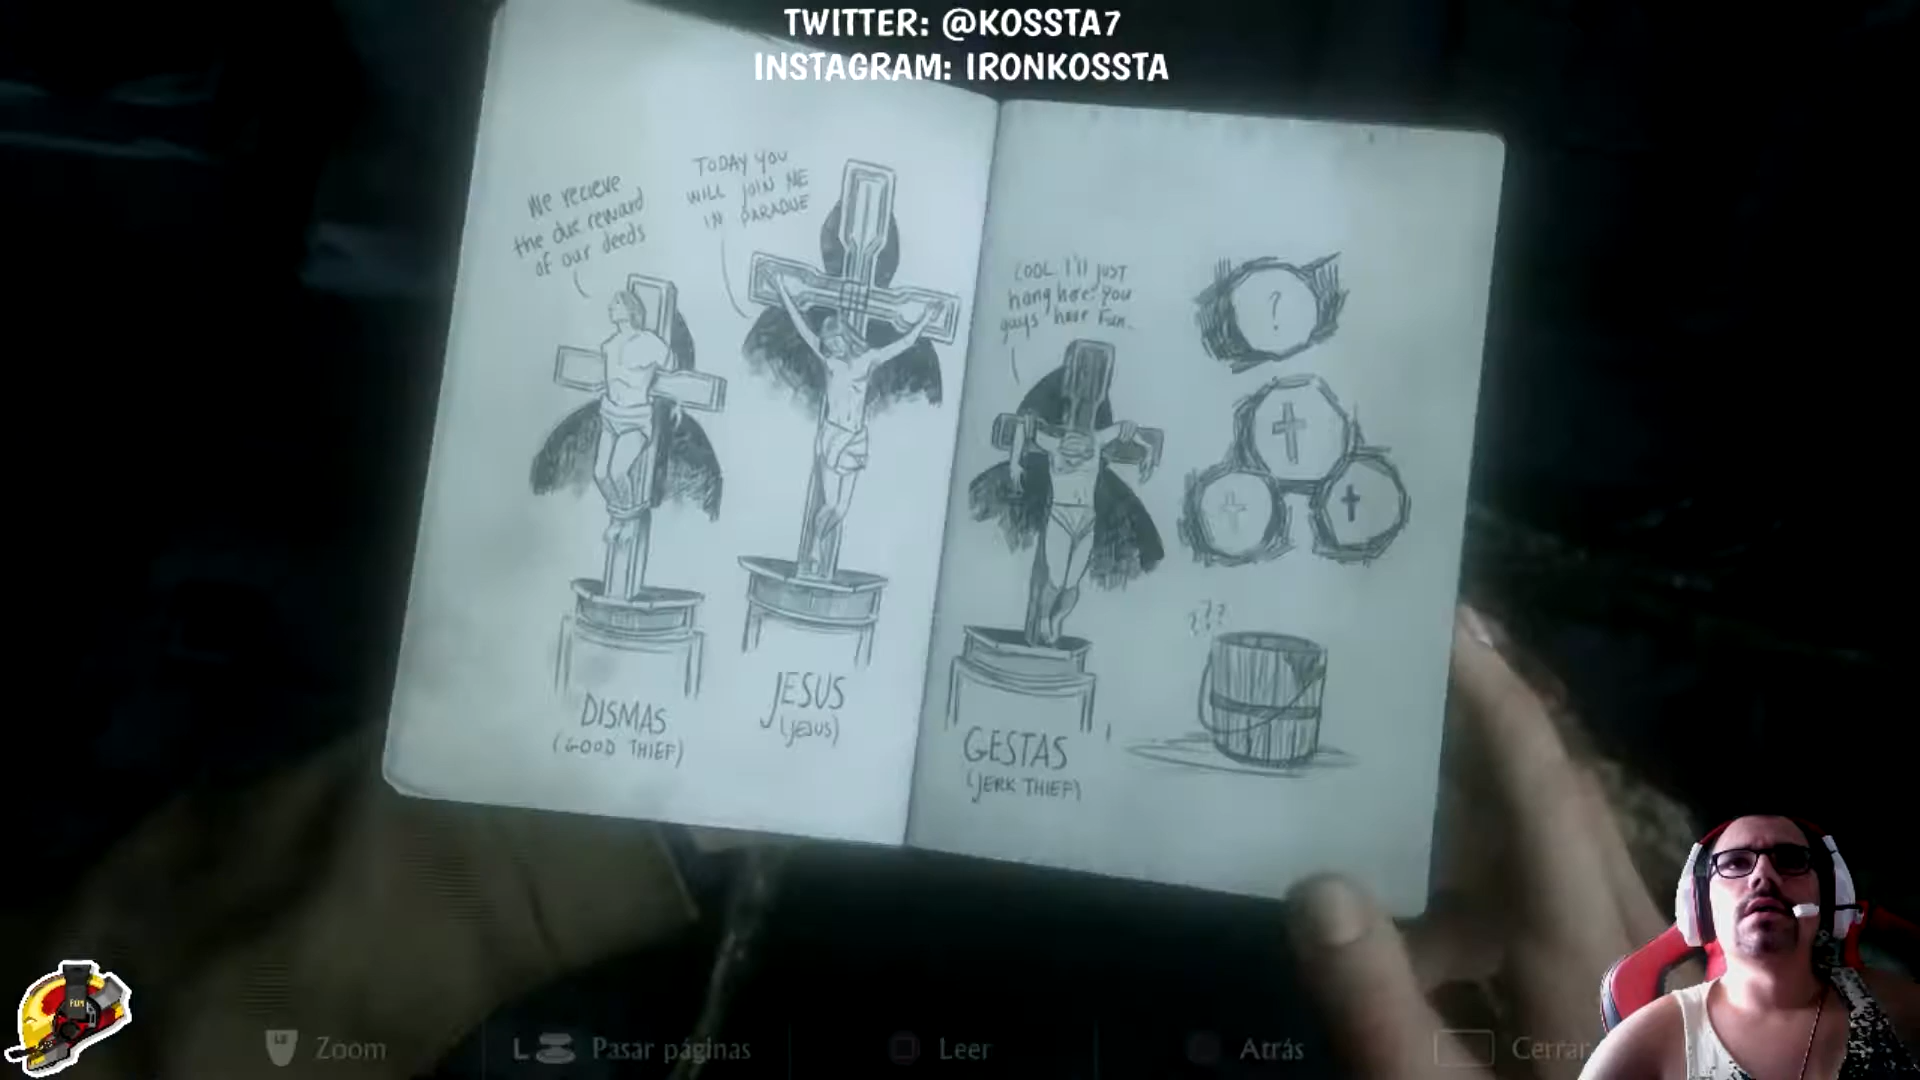 TWITTER: @KOSSTA7
INSTAGRAM: IRONKOSSTA
We recieve
the due reward
of our deeds
TODAY YOU
WILL JOIN ME
IN PARADISE
COOL I'll JUST
hang here. you
guys have Fun.
?
???
DISMAS
(GOOD THIEF)
JESUS
(JESUS)
GESTAS
(JERK THIEF)
Zoom
L
Pasar páginas
Leer
Atrás
Cerrar